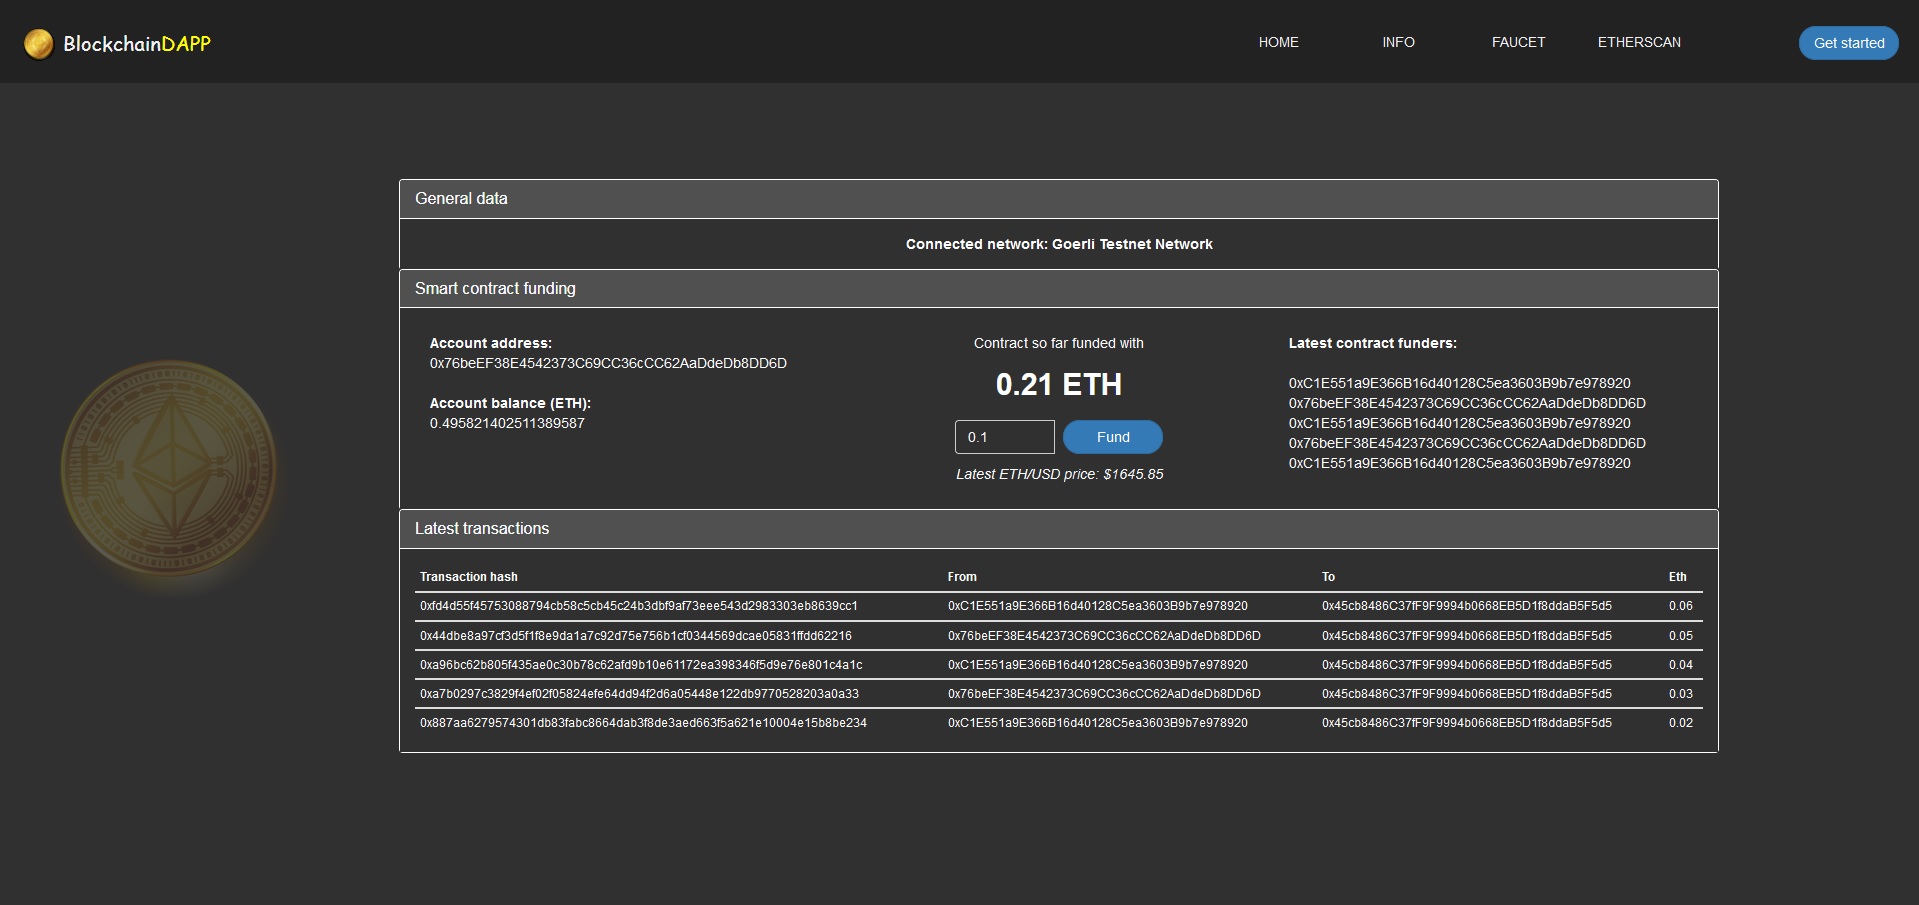 BlockchainDAPP HOME INFO FAUCET ETHERSCAN Get started
General data
Connected network: Goerli Testnet Network
Smart contract funding
Account address:
0x76beEF38E4542373C69CC36cCC62AaDdeDb8DD6D
Account balance (ETH):
0.495821402511389587
Contract so far funded with
0.21 ETH
0.1 Fund
Latest ETH/USD price: $1645.85
Latest contract funders:
0xC1E551a9E366B16d40128C5ea3603B9b7e978920
0x76beEF38E4542373C69CC36cCC62AaDdeDb8DD6D
0xC1E551a9E366B16d40128C5ea3603B9b7e978920
0x76beEF38E4542373C69CC36cCC62AaDdeDb8DD6D
0xC1E551a9E366B16d40128C5ea3603B9b7e978920
Latest transactions
Transaction hash From To Eth
0xfd4d55f45753088794cb58c5cb45c24b3dbf9af73eee543d2983303eb8639cc1 0xC1E551a9E366B16d40128C5ea3603B9b7e978920 0x45cb8486C37fF9F9994b0668EB5D1f8ddaB5F5d5 0.06
0x44dbe8a97cf3d5f1f8e9da1a7c92d75e756b1cf0344569dcae05831ffdd62216 0x76beEF38E4542373C69CC36cCC62AaDdeDb8DD6D 0x45cb8486C37fF9F9994b0668EB5D1f8ddaB5F5d5 0.05
0xa96bc62b805f435ae0c30b78c62afd9b10e61172ea398346f5d9e76e801c4a1c 0xC1E551a9E366B16d40128C5ea3603B9b7e978920 0x45cb8486C37fF9F9994b0668EB5D1f8ddaB5F5d5 0.04
0xa7b0297c3829f4ef02f05824efe64dd94f2d6a05448e122db9770528203a0a33 0x76beEF38E4542373C69CC36cCC62AaDdeDb8DD6D 0x45cb8486C37fF9F9994b0668EB5D1f8ddaB5F5d5 0.03
0x887aa6279574301db83fabc8664dab3f8de3aed663f5a621e10004e15b8be234 0xC1E551a9E366B16d40128C5ea3603B9b7e978920 0x45cb8486C37fF9F9994b0668EB5D1f8ddaB5F5d5 0.02